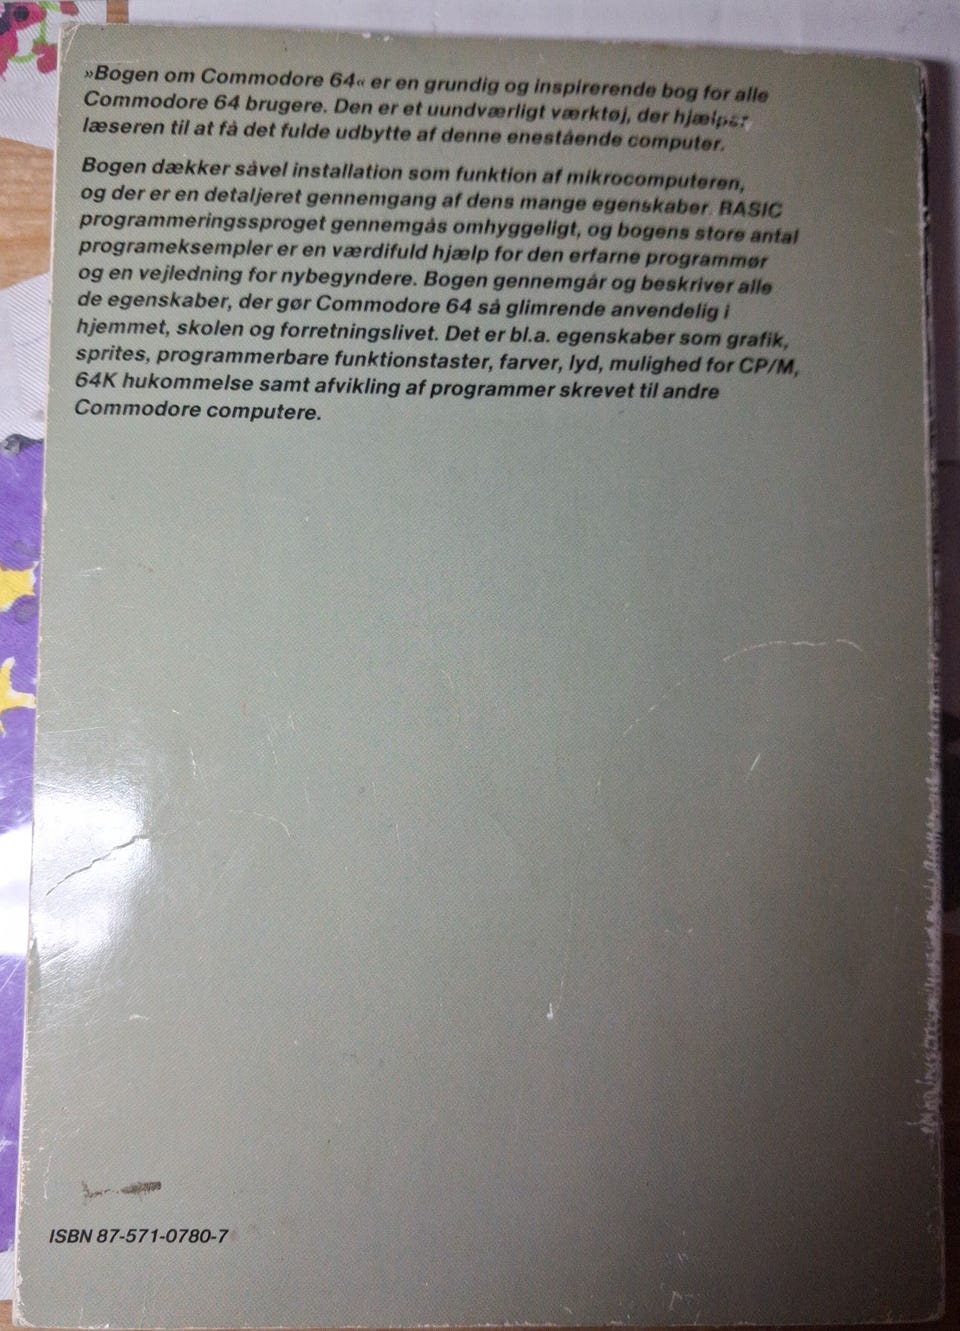 »Bogen om Commodore 64« er en grundig og inspirerende bog for alle
Commodore 64 brugere. Den er et uundværligt værktøj, der hjælper
læseren til at få det fulde udbytte af denne enestående computer.
Bogen dækker såvel installation som funktion af mikrocomputeren,
og der er en detaljeret gennemgang af dens mange egenskaber. BASIC
programmeringssproget gennemgås omhyggeligt, og bogens store antal
programeksempler er en værdifuld hjælp for den erfarne programmør
og en vejledning for nybegyndere. Bogen gennemgår og beskriver alle
de egenskaber, der gør Commodore 64 så glimrende anvendelig i
hjemmet, skolen og forretningslivet. Det er bl.a. egenskaber som grafik,
sprites, programmerbare funktionstaster, farver, lyd, mulighed for CP/M,
64K hukommelse samt afvikling af programmer skrevet til andre
Commodore computere.
ISBN 87-571-0780-7